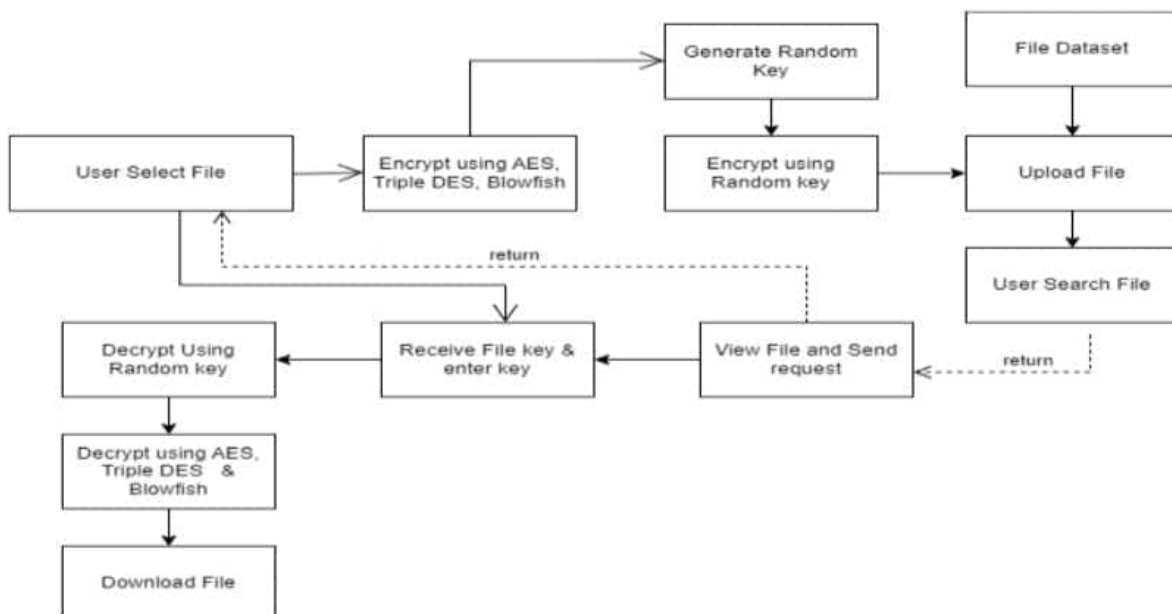 Generate Random
Key
File Dataset
User Select File
Encrypt using AES,
Triple DES, Blowfish
Encrypt using
Random key
Upload File
return
User Search File
Decrypt Using
Random key
Receive File key &
enter key
View File and Send
request
return
Decrypt using AES,
Triple DES &
Blowfish
Download File